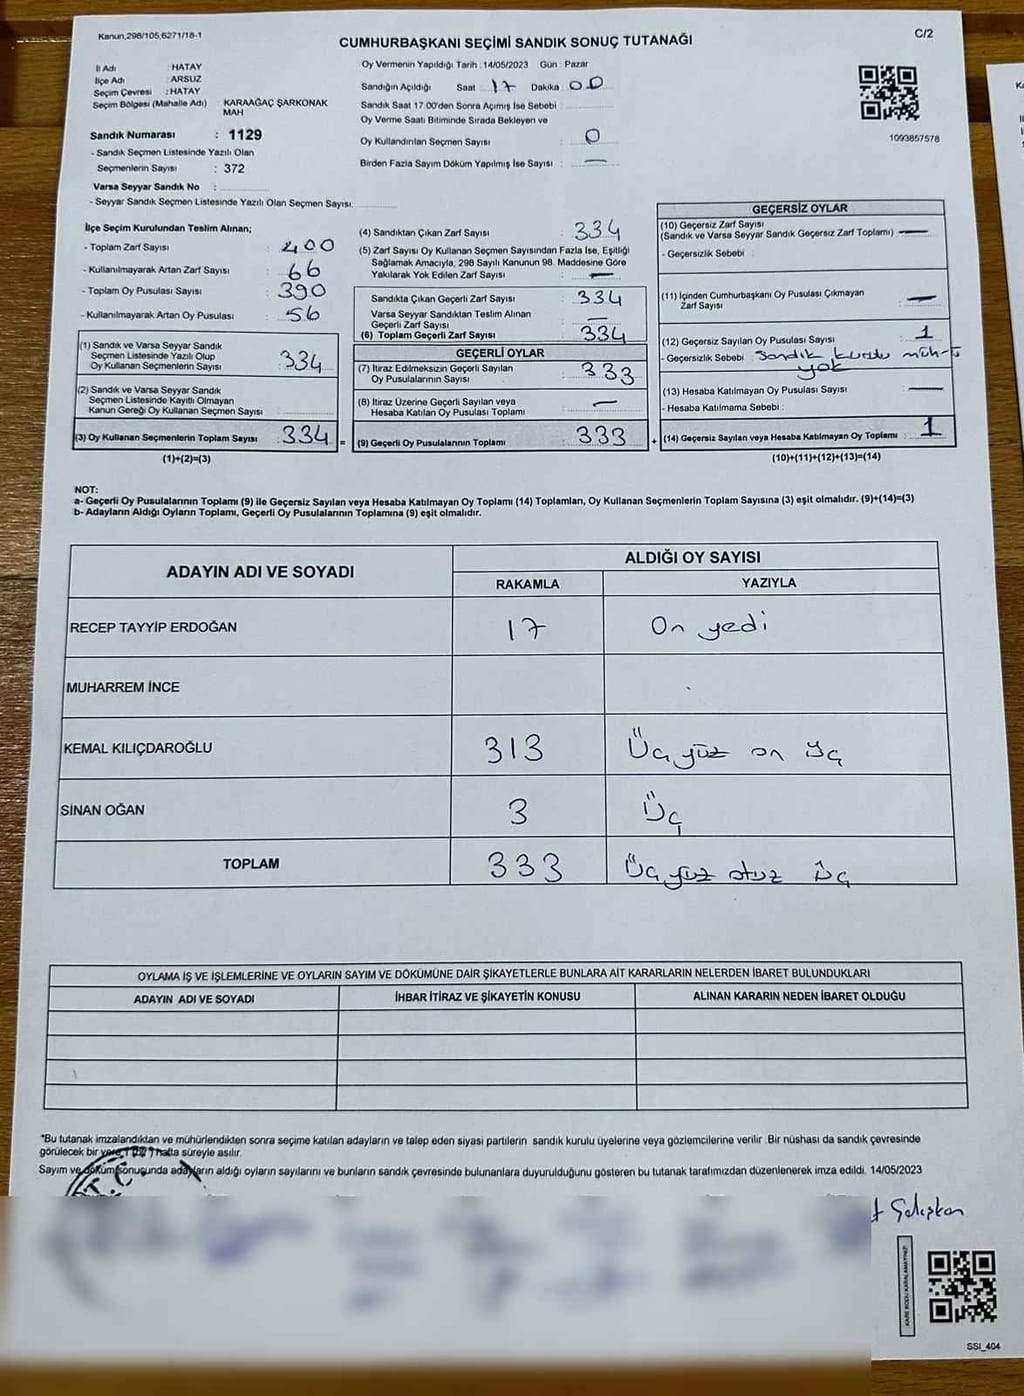 Kanun,298/105,6271/18-1
C/2
CUMHURBAŞKANI SEÇİMİ SANDIK SONUÇ TUTANAĞI
İl Adı : HATAY
İlçe Adı : ARSUZ
Seçim Çevresi : HATAY
Seçim Bölgesi (Mahalle Adı) : KARAAĞAÇ ŞARKONAK MAH
Sandık Numarası : 1129
- Sandık Seçmen Listesinde Yazılı Olan
Seçmenlerin Sayısı : 372
Varsa Seyyar Sandık No :
- Seyyar Sandık Seçmen Listesinde Yazılı Olan Seçmen Sayısı:
Oy Vermenin Yapıldığı Tarih :14/05/2023 Gün : Pazar
Sandığın Açıldığı Saat 17 Dakika : 00
Sandık Saat 17:00'den Sonra Açımış İse Sebebi :
Oy Verme Saati Bitiminde Sırada Bekleyen ve
Oy Kullandırılan Seçmen Sayısı : 0
Birden Fazla Sayım Döküm Yapılmış İse Sayısı : —
1093857578
İlçe Seçim Kurulundan Teslim Alınan;
- Toplam Zarf Sayısı : 400
- Kullanılmayarak Artan Zarf Sayısı : 66
- Toplam Oy Pusulası Sayısı : 390
- Kullanılmayarak Artan Oy Pusulası : 56
(1) Sandık ve Varsa Seyyar Sandık
Seçmen Listesinde Yazılı Olup
Oy Kullanan Seçmenlerin Sayısı : 334
(2) Sandık ve Varsa Seyyar Sandık
Seçmen Listesinde Kayıtlı Olmayan
Kanun Gereği Oy Kullanan Seçmen Sayısı :
(3) Oy Kullanan Seçmenlerin Toplam Sayısı : 334 =
(1)+(2)=(3)
(4) Sandıktan Çıkan Zarf Sayısı : 334
(5) Zarf Sayısı Oy Kullanan Seçmen Sayısından Fazla İse, Eşitliği
Sağlamak Amacıyla, 298 Sayılı Kanunun 98. Maddesine Göre
Yakılarak Yok Edilen Zarf Sayısı : —
Sandıkta Çıkan Geçerli Zarf Sayısı : 334
Varsa Seyyar Sandıktan Teslim Alınan
Geçerli Zarf Sayısı : —
(6) Toplam Geçerli Zarf Sayısı : 334
GEÇERLİ OYLAR
(7) İtiraz Edilmeksizin Geçerli Sayılan
Oy Pusulalarının Sayısı : 333
(8) İtiraz Üzerine Geçerli Sayılan veya
Hesaba Katılan Oy Pusulası Toplamı : —
(9) Geçerli Oy Pusulalarının Toplamı : 333 +
GEÇERSİZ OYLAR
(10) Geçersiz Zarf Sayısı
(Sandık ve Varsa Seyyar Sandık Geçersiz Zarf Toplamı) : —
- Geçersizlik Sebebi :
(11) İçinden Cumhurbaşkanı Oy Pusulası Çıkmayan
Zarf Sayısı : —
(12) Geçersiz Sayılan Oy Pusulası Sayısı : 1
- Geçersizlik Sebebi : Sandık kurulu
yok
(13) Hesaba Katılmayan Oy Pusulası Sayısı : —
- Hesaba Katılmama Sebebi :
(14) Geçersiz Sayılan veya Hesaba Katılmayan Oy Toplamı : 1
(10)+(11)+(12)+(13)=(14)
NOT:
a- Geçerli Oy Pusulalarının Toplamı (9) ile Geçersiz Sayılan veya Hesaba Katılmayan Oy Toplamı (14) Toplamları, Oy Kullanan Seçmenlerin Toplam Sayısına (3) eşit olmalıdır. (9)+(14)=(3)
b- Adayların Aldığı Oyların Toplamı, Geçerli Oy Pusulalarının Toplamına (9) eşit olmalıdır.
ADAYIN ADI VE SOYADI ALDIĞI OY SAYISI
RAKAMLA YAZIYLA
RECEP TAYYİP ERDOĞAN 17 On yedi
MUHARREM İNCE
KEMAL KILIÇDAROĞLU 313 Üç yüz on üç
SİNAN OĞAN 3 Üç
TOPLAM 333 Üç yüz otuz üç
OYLAMA İŞ VE İŞLEMLERİNE VE OYLARIN SAYIM VE DÖKÜMÜNE DAİR ŞİKAYETLERLE BUNLARA AİT KARARLARIN NELERDEN İBARET BULUNDUKLARI
ADAYIN ADI VE SOYADI İHBAR İTİRAZ VE ŞİKAYETİN KONUSU ALINAN KARARIN NEDEN İBARET OLDUĞU
*Bu tutanak imzalandıktan ve mühürlendikten sonra seçime katılan adayların ve talep eden siyasi partilerin sandık kurulu üyelerine veya gözlemcilerine verilir .Bir nüshası da sandık çevresinde
görülecek bir yere 1 hafta süreyle asılır.
Sayım ve döküm sonuçunda adayların aldığı oyların sayılarını ve bunların sandık çevresinde bulunanlara duyurulduğunu gösteren bu tutanak tarafımızdan düzenlenerek imza edildi. 14/05/2023
T.C.
KARE KODU KARALAMAYINIZ!
SSI_404